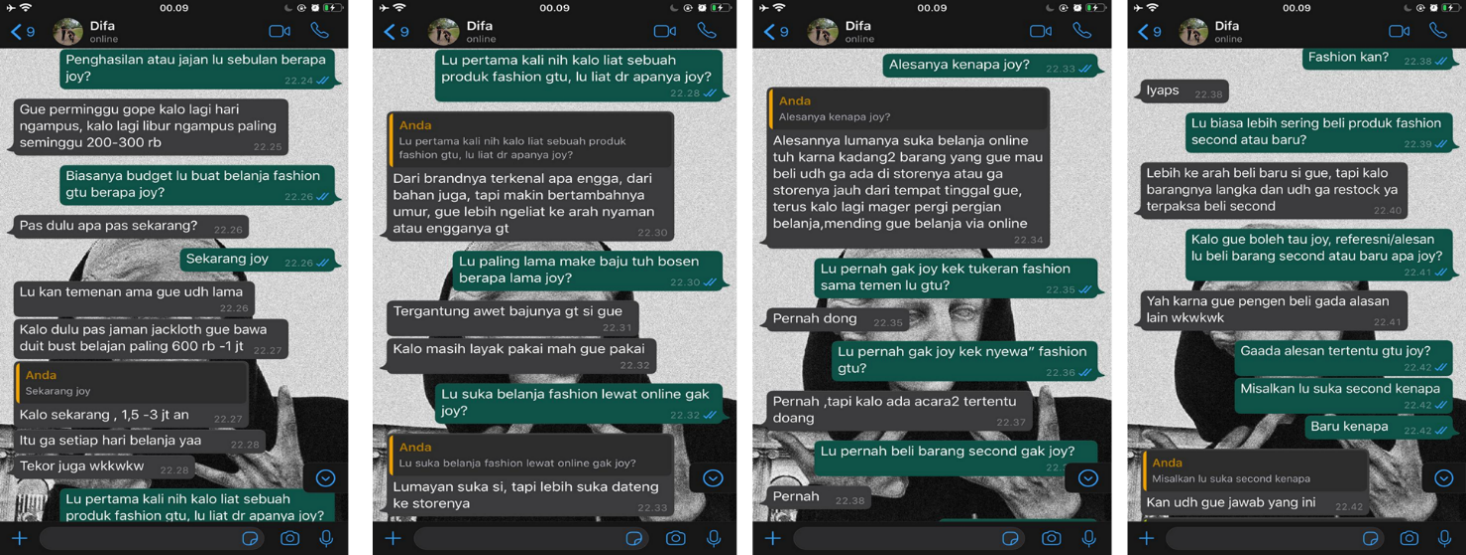 00.09
9
Difa
online
Penghasilan atau jajan lu sebulan berapa
joy?
22.24
Gue perminggu gope kalo lagi hari
ngampus, kalo lagi libur ngampus paling
seminggu 200-300 rb
22.25
Biasanya budget lu buat belanja fashion
gtu berapa joy?
22.26
Pas dulu apa pas sekarang?
22.26
Sekarang joy
22.26
Lu kan temenan ama gue udh lama
22.26
Kalo dulu pas jaman jackloth gue bawa
duit bust belajan paling 600 rb -1 jt
22.27
Anda
Sekarang joy
Kalo sekarang , 1,5 -3 jt an
22.27
Itu ga setiap hari belanja yaa
22.28
Tekor juga wkkwkw
22.28
Lu pertama kali nih kalo liat sebuah
produk fashion gtu, lu liat dr apanya joy?
00.09
9
Difa
online
Lu pertama kali nih kalo liat sebuah
produk fashion gtu, lu liat dr apanya joy?
22.28
Anda
Lu pertama kali nih kalo liat sebuah produk
fashion gtu, lu liat dr apanya joy?
Dari brandnya terkenal apa engga, dari
bahan juga, tapi makin bertambahnya
umur, gue lebih ngeliat ke arah nyaman
atau engganya gt
22.30
Lu paling lama make baju tuh bosen
berapa lama joy?
22.30
Tergantung awet bajunya gt si gue
22.31
Kalo masih layak pakai mah gue pakai
22.32
Lu suka belanja fashion lewat online gak
joy?
22.32
Anda
Lu suka belanja fashion lewat online gak joy?
Lumayan suka si, tapi lebih suka dateng
ke storenya
22.33
00.09
9
Difa
online
Alesanya kenapa joy?
22.33
Anda
Alesanya kenapa joy?
Alesannya lumanya suka belanja online
tuh karna kadang2 barang yang gue mau
beli udh ga ada di storenya atau ga
storenya jauh dari tempat tinggal gue,
terus kalo lagi mager pergi pergian
belanja,mending gue belanja via online
22.34
Lu pernah gak joy kek tukeran fashion
sama temen lu gtu?
22.35
Pernah dong
22.35
Lu pernah gak joy kek nyewa” fashion
gtu?
22.36
Pernah ,tapi kalo ada acara2 tertentu
doang
22.37
Lu pernah beli barang second gak joy?
Pernah
22.38
00.09
9
Difa
online
Fashion kan?
22.38
Iyaps
22.38
Lu biasa lebih sering beli produk fashion
second atau baru?
22.39
Lebih ke arah beli baru si gue, tapi kalo
barangnya langka dan udh ga restock ya
terpaksa beli second
22.40
Kalo gue boleh tau joy, referesni/alesan
lu beli barang second atau baru apa joy?
22.41
Yah karna gue pengen beli gada alasan
lain wkwkwk
22.41
Gaada alesan tertentu gtu joy?
22.42
Misalkan lu suka second kenapa
22.42
Baru kenapa
22.42
Anda
Misalkan lu suka second kenapa
Kan udh gue jawab yang ini
22.42